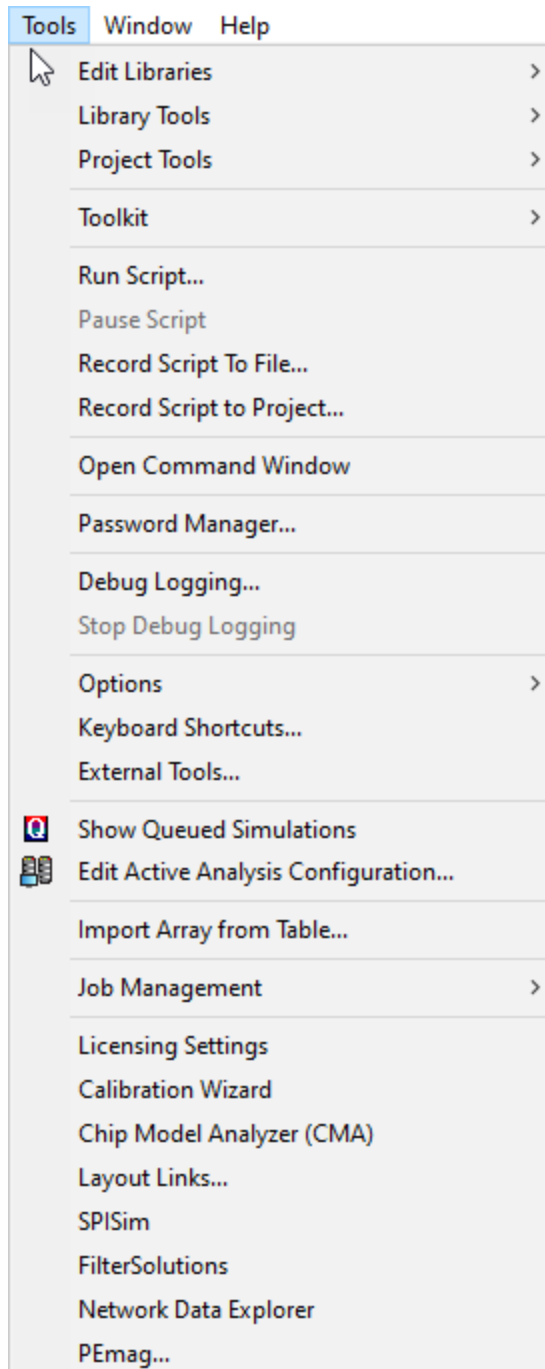 Tools Window Help
Edit Libraries
Library Tools
Project Tools
Toolkit
Run Script...
Pause Script
Record Script To File...
Record Script to Project...
Open Command Window
Password Manager...
Debug Logging...
Stop Debug Logging
Options
Keyboard Shortcuts...
External Tools...
Q Show Queued Simulations
Edit Active Analysis Configuration...
Import Array from Table...
Job Management
Licensing Settings
Calibration Wizard
Chip Model Analyzer (CMA)
Layout Links...
SPISim
FilterSolutions
Network Data Explorer
PEmag...